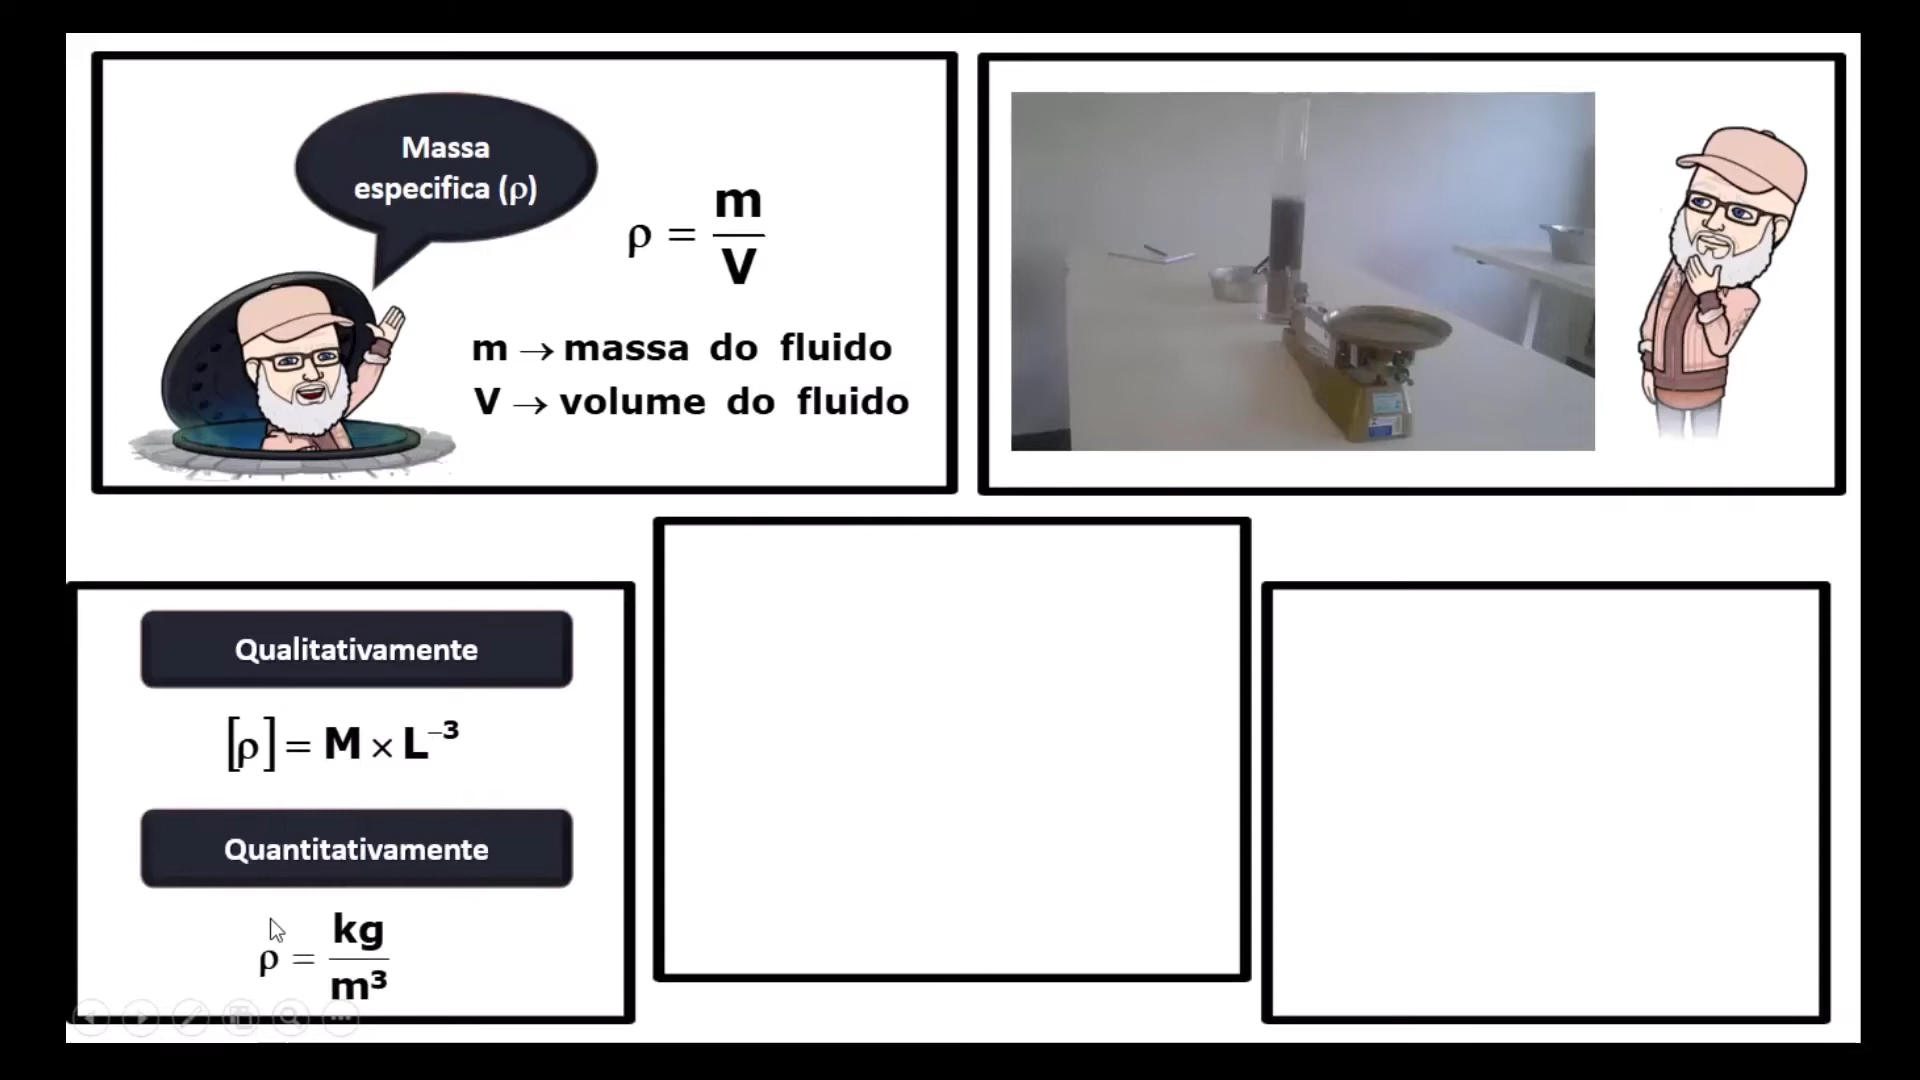 Massa
especifica (ρ)
ρ = m/V
m → massa do fluido
V → volume do fluido
Qualitativamente
[ρ] = M × L⁻³
Quantitativamente
ρ = kg/m³